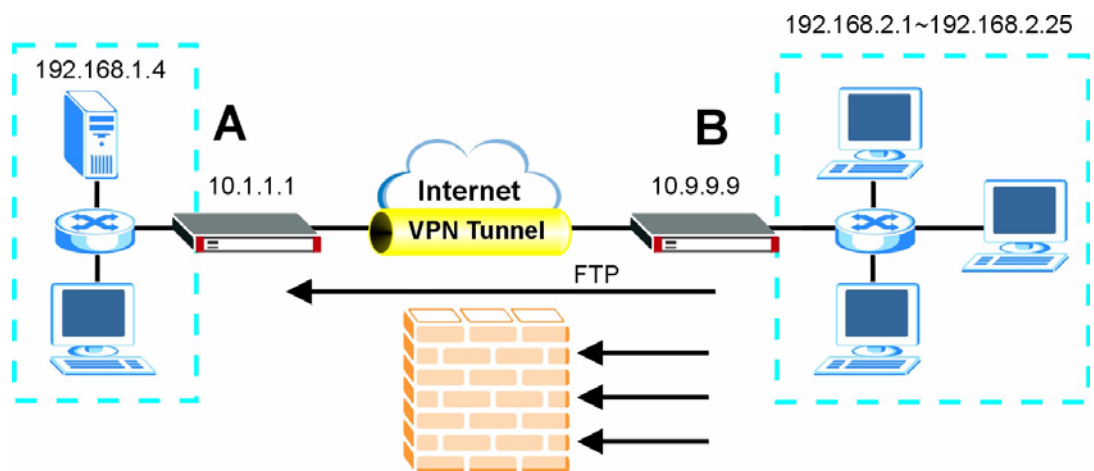 192.168.2.1~192.168.2.25
192.168.1.4
A
B
10.1.1.1
Internet
10.9.9.9
VPN Tunnel
FTP